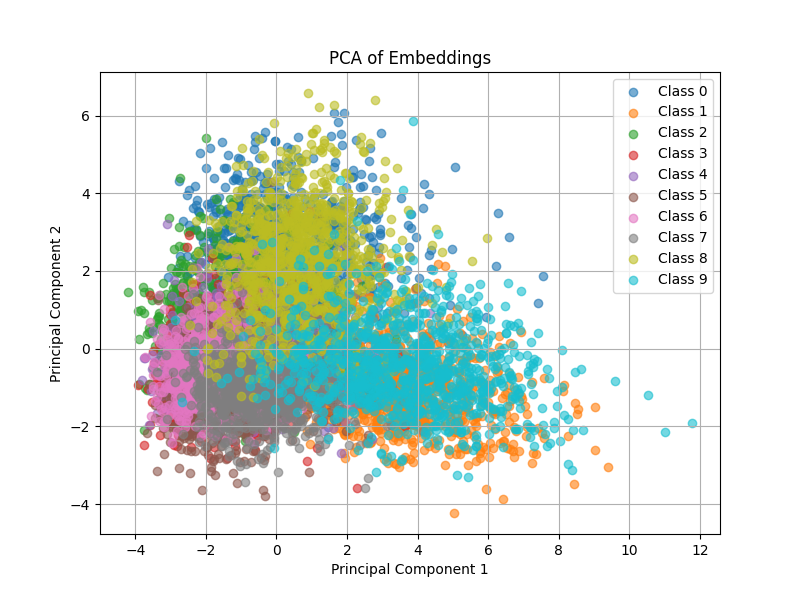 PCA of Embeddings
Class 0
Class 1
Class 2
Class 3
Class 4
Class 5
Class 6
Class 7
Class 8
Class 9
6
4
2
0
−2
−4
Principal Component 2
−4 −2 0 2 4 6 8 10 12
Principal Component 1